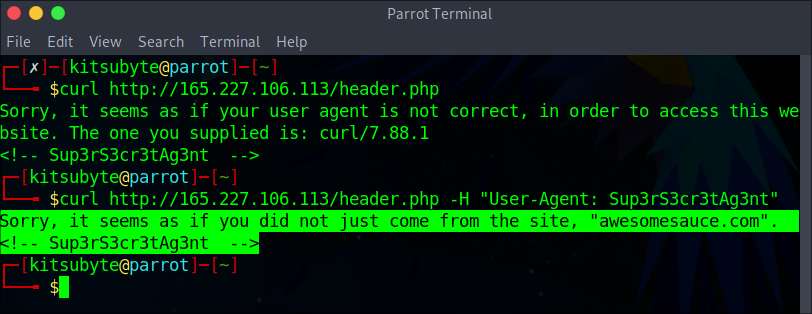 Parrot Terminal
File Edit View Search Terminal Help
┌─[✗]─[kitsubyte@parrot]─[~]
└──╼ $curl http://165.227.106.113/header.php
Sorry, it seems as if your user agent is not correct, in order to access this we
bsite. The one you supplied is: curl/7.88.1
<!-- Sup3rS3cr3tAg3nt  -->
┌─[kitsubyte@parrot]─[~]
└──╼ $curl http://165.227.106.113/header.php -H "User-Agent: Sup3rS3cr3tAg3nt"
Sorry, it seems as if you did not just come from the site, "awesomesauce.com".
<!-- Sup3rS3cr3tAg3nt  -->
┌─[kitsubyte@parrot]─[~]
└──╼ $